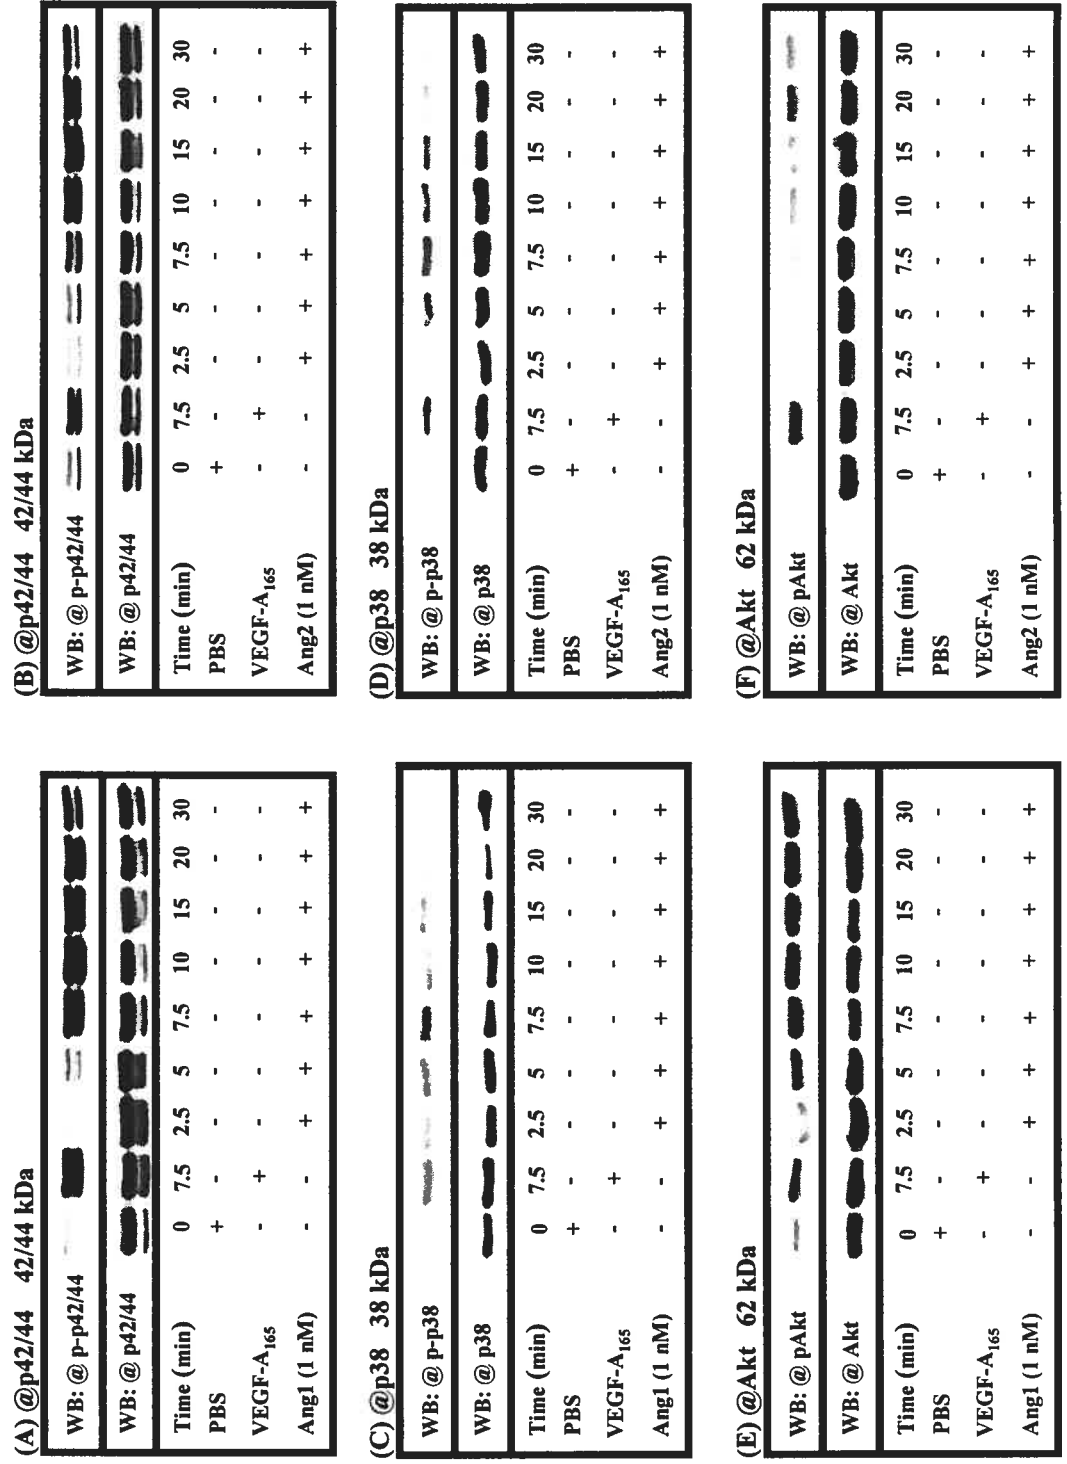 (A) @p42/44 42/44 kDa
WB: @ p-p42/44
WB: @ p42/44
Time (min) 0 7.5 2.5 5 7.5 10 15 20 30
PBS + - - - - - - - -
VEGF-A165 - + - - - - - - -
Ang1 (1 nM) - - + + + + + + +
(B) @p42/44 42/44 kDa
WB: @ p-p42/44
WB: @ p42/44
Time (min) 0 7.5 2.5 5 7.5 10 15 20 30
PBS + - - - - - - - -
VEGF-A165 - + - - - - - - -
Ang2 (1 nM) - - + + + + + + +
(C) @p38 38 kDa
WB: @ p-p38
WB: @ p38
Time (min) 0 7.5 2.5 5 7.5 10 15 20 30
PBS + - - - - - - - -
VEGF-A165 - + - - - - - - -
Ang1 (1 nM) - - + + + + + + +
(D) @p38 38 kDa
WB: @ p-p38
WB: @ p38
Time (min) 0 7.5 2.5 5 7.5 10 15 20 30
PBS + - - - - - - - -
VEGF-A165 - + - - - - - - -
Ang2 (1 nM) - - + + + + + + +
(E) @Akt 62 kDa
WB: @ pAkt
WB: @ Akt
Time (min) 0 7.5 2.5 5 7.5 10 15 20 30
PBS + - - - - - - - -
VEGF-A165 - + - - - - - - -
Ang1 (1 nM) - - + + + + + + +
(F) @Akt 62 kDa
WB: @ pAkt
WB: @ Akt
Time (min) 0 7.5 2.5 5 7.5 10 15 20 30
PBS + - - - - - - - -
VEGF-A165 - + - - - - - - -
Ang2 (1 nM) - - + + + + + + +